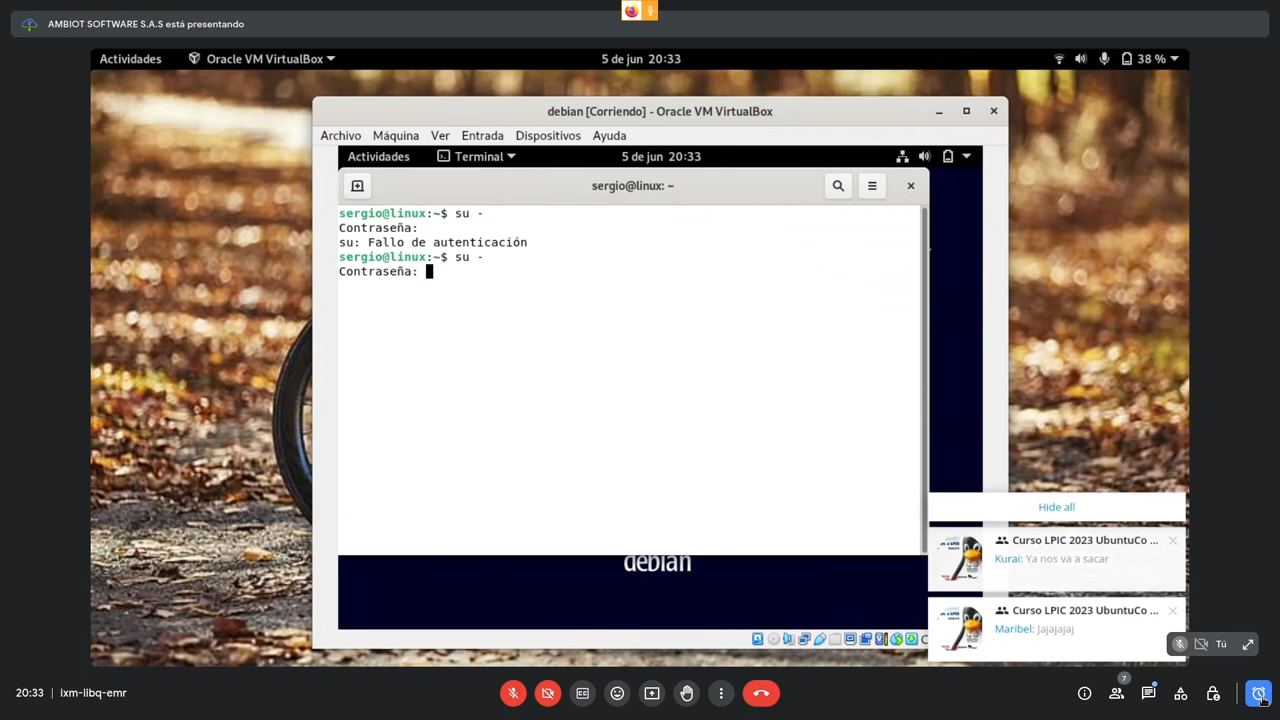 AMBIOT SOFTWARE S.A.S está presentando
Actividades
Oracle VM VirtualBox
5 de jun 20:33
38 %
debian [Corriendo] - Oracle VM VirtualBox
Archivo Máquina Ver Entrada Dispositivos Ayuda
Actividades
Terminal
5 de jun 20:33
sergio@linux: ~
sergio@linux:~$ su -
Contraseña:
su: Fallo de autenticación
sergio@linux:~$ su -
Contraseña:
debian
Hide all
Curso LPIC 2023 UbuntuCo ...
Kurai: Ya nos va a sacar
Curso LPIC 2023 UbuntuCo ...
Maribel: Jajajajaj
Tú
20:33
ixm-iibq-emr
7